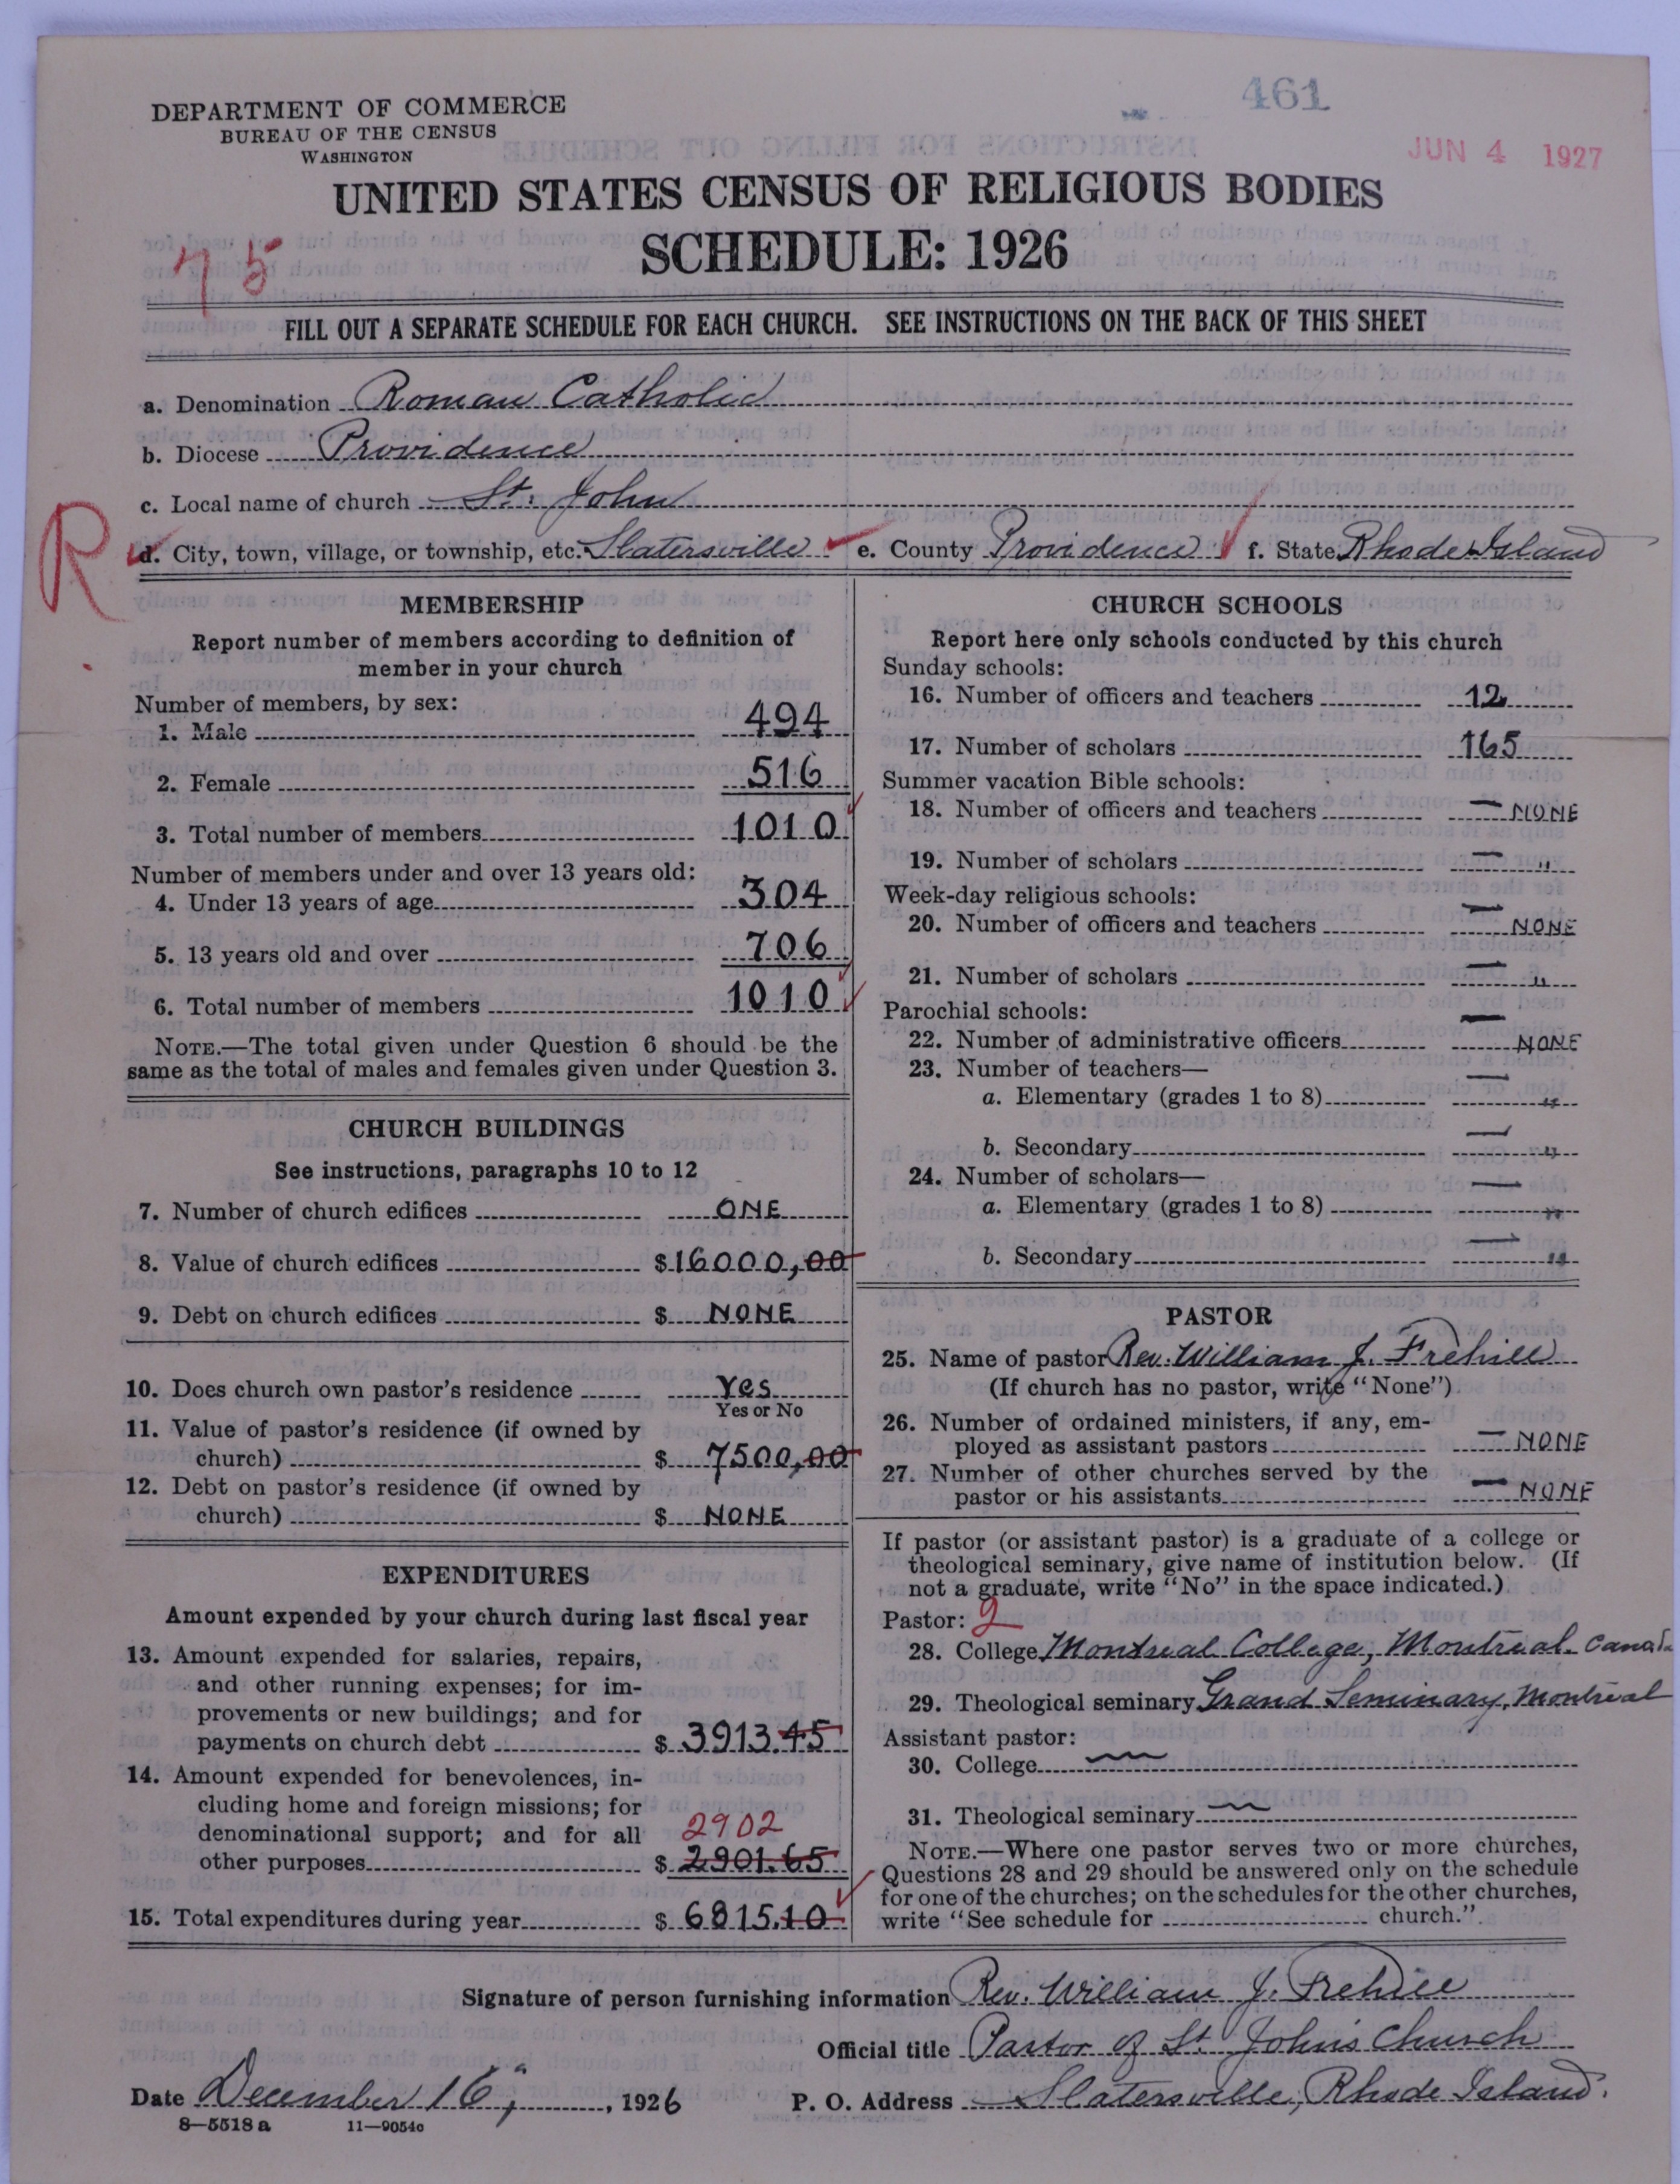 461
JUN 4 1927
DEPARTMENT OF COMMERCE
BUREAU OF THE CENSUS
WASHINGTON
UNITED STATES CENSUS OF RELIGIOUS BODIES
SCHEDULE: 1926
75
FILL OUT A SEPARATE SCHEDULE FOR EACH CHURCH. SEE INSTRUCTIONS ON THE BACK OF THIS SHEET
a. Denomination Roman Catholic
b. Diocese Providence
c. Local name of church St. John
R d. City, town, village, or township, etc. Slatersville e. County Providence f. State Rhode Island
MEMBERSHIP
Report number of members according to definition of
member in your church
Number of members, by sex:
1. Male 494
2. Female 516
3. Total number of members 1010
Number of members under and over 13 years old:
4. Under 13 years of age 304
5. 13 years old and over 706
6. Total number of members 1010
NOTE.—The total given under Question 6 should be the
same as the total of males and females given under Question 3.
CHURCH BUILDINGS
See instructions, paragraphs 10 to 12
7. Number of church edifices ONE
8. Value of church edifices $16000,00
9. Debt on church edifices $ NONE
10. Does church own pastor's residence Yes
Yes or No
11. Value of pastor's residence (if owned by
church) $ 7500,00
12. Debt on pastor's residence (if owned by
church) $ NONE
EXPENDITURES
Amount expended by your church during last fiscal year
13. Amount expended for salaries, repairs,
and other running expenses; for im-
provements or new buildings; and for
payments on church debt $ 3913.45
14. Amount expended for benevolences, in-
cluding home and foreign missions; for
denominational support; and for all 2902
other purposes $ 2901.65
15. Total expenditures during year $ 6815.10
CHURCH SCHOOLS
Report here only schools conducted by this church
Sunday schools:
16. Number of officers and teachers 12
17. Number of scholars 165
Summer vacation Bible schools:
18. Number of officers and teachers — NONE
19. Number of scholars — "
Week-day religious schools:
20. Number of officers and teachers — NONE
21. Number of scholars — "
Parochial schools:
22. Number of administrative officers — NONE
23. Number of teachers—
a. Elementary (grades 1 to 8) — "
b. Secondary — "
24. Number of scholars—
a. Elementary (grades 1 to 8) — "
b. Secondary — "
PASTOR
25. Name of pastor Rev. William J. Frehill
(If church has no pastor, write "None")
26. Number of ordained ministers, if any, em-
ployed as assistant pastors — NONE
27. Number of other churches served by the
pastor or his assistants — NONE
If pastor (or assistant pastor) is a graduate of a college or
theological seminary, give name of institution below. (If
not a graduate, write "No" in the space indicated.)
Pastor: 2
28. College Montreal College, Montreal. Canada
29. Theological seminary Grand Seminary, Montreal
Assistant pastor:
30. College
31. Theological seminary
NOTE.—Where one pastor serves two or more churches,
Questions 28 and 29 should be answered only on the schedule
for one of the churches; on the schedules for the other churches,
write "See schedule for church."
Signature of person furnishing information Rev. William J. Frehill
Official title Pastor of St. John's Church
Date December 16", 1926 P. O. Address Slatersville, Rhode Island.
8—5518 a 11—9054c